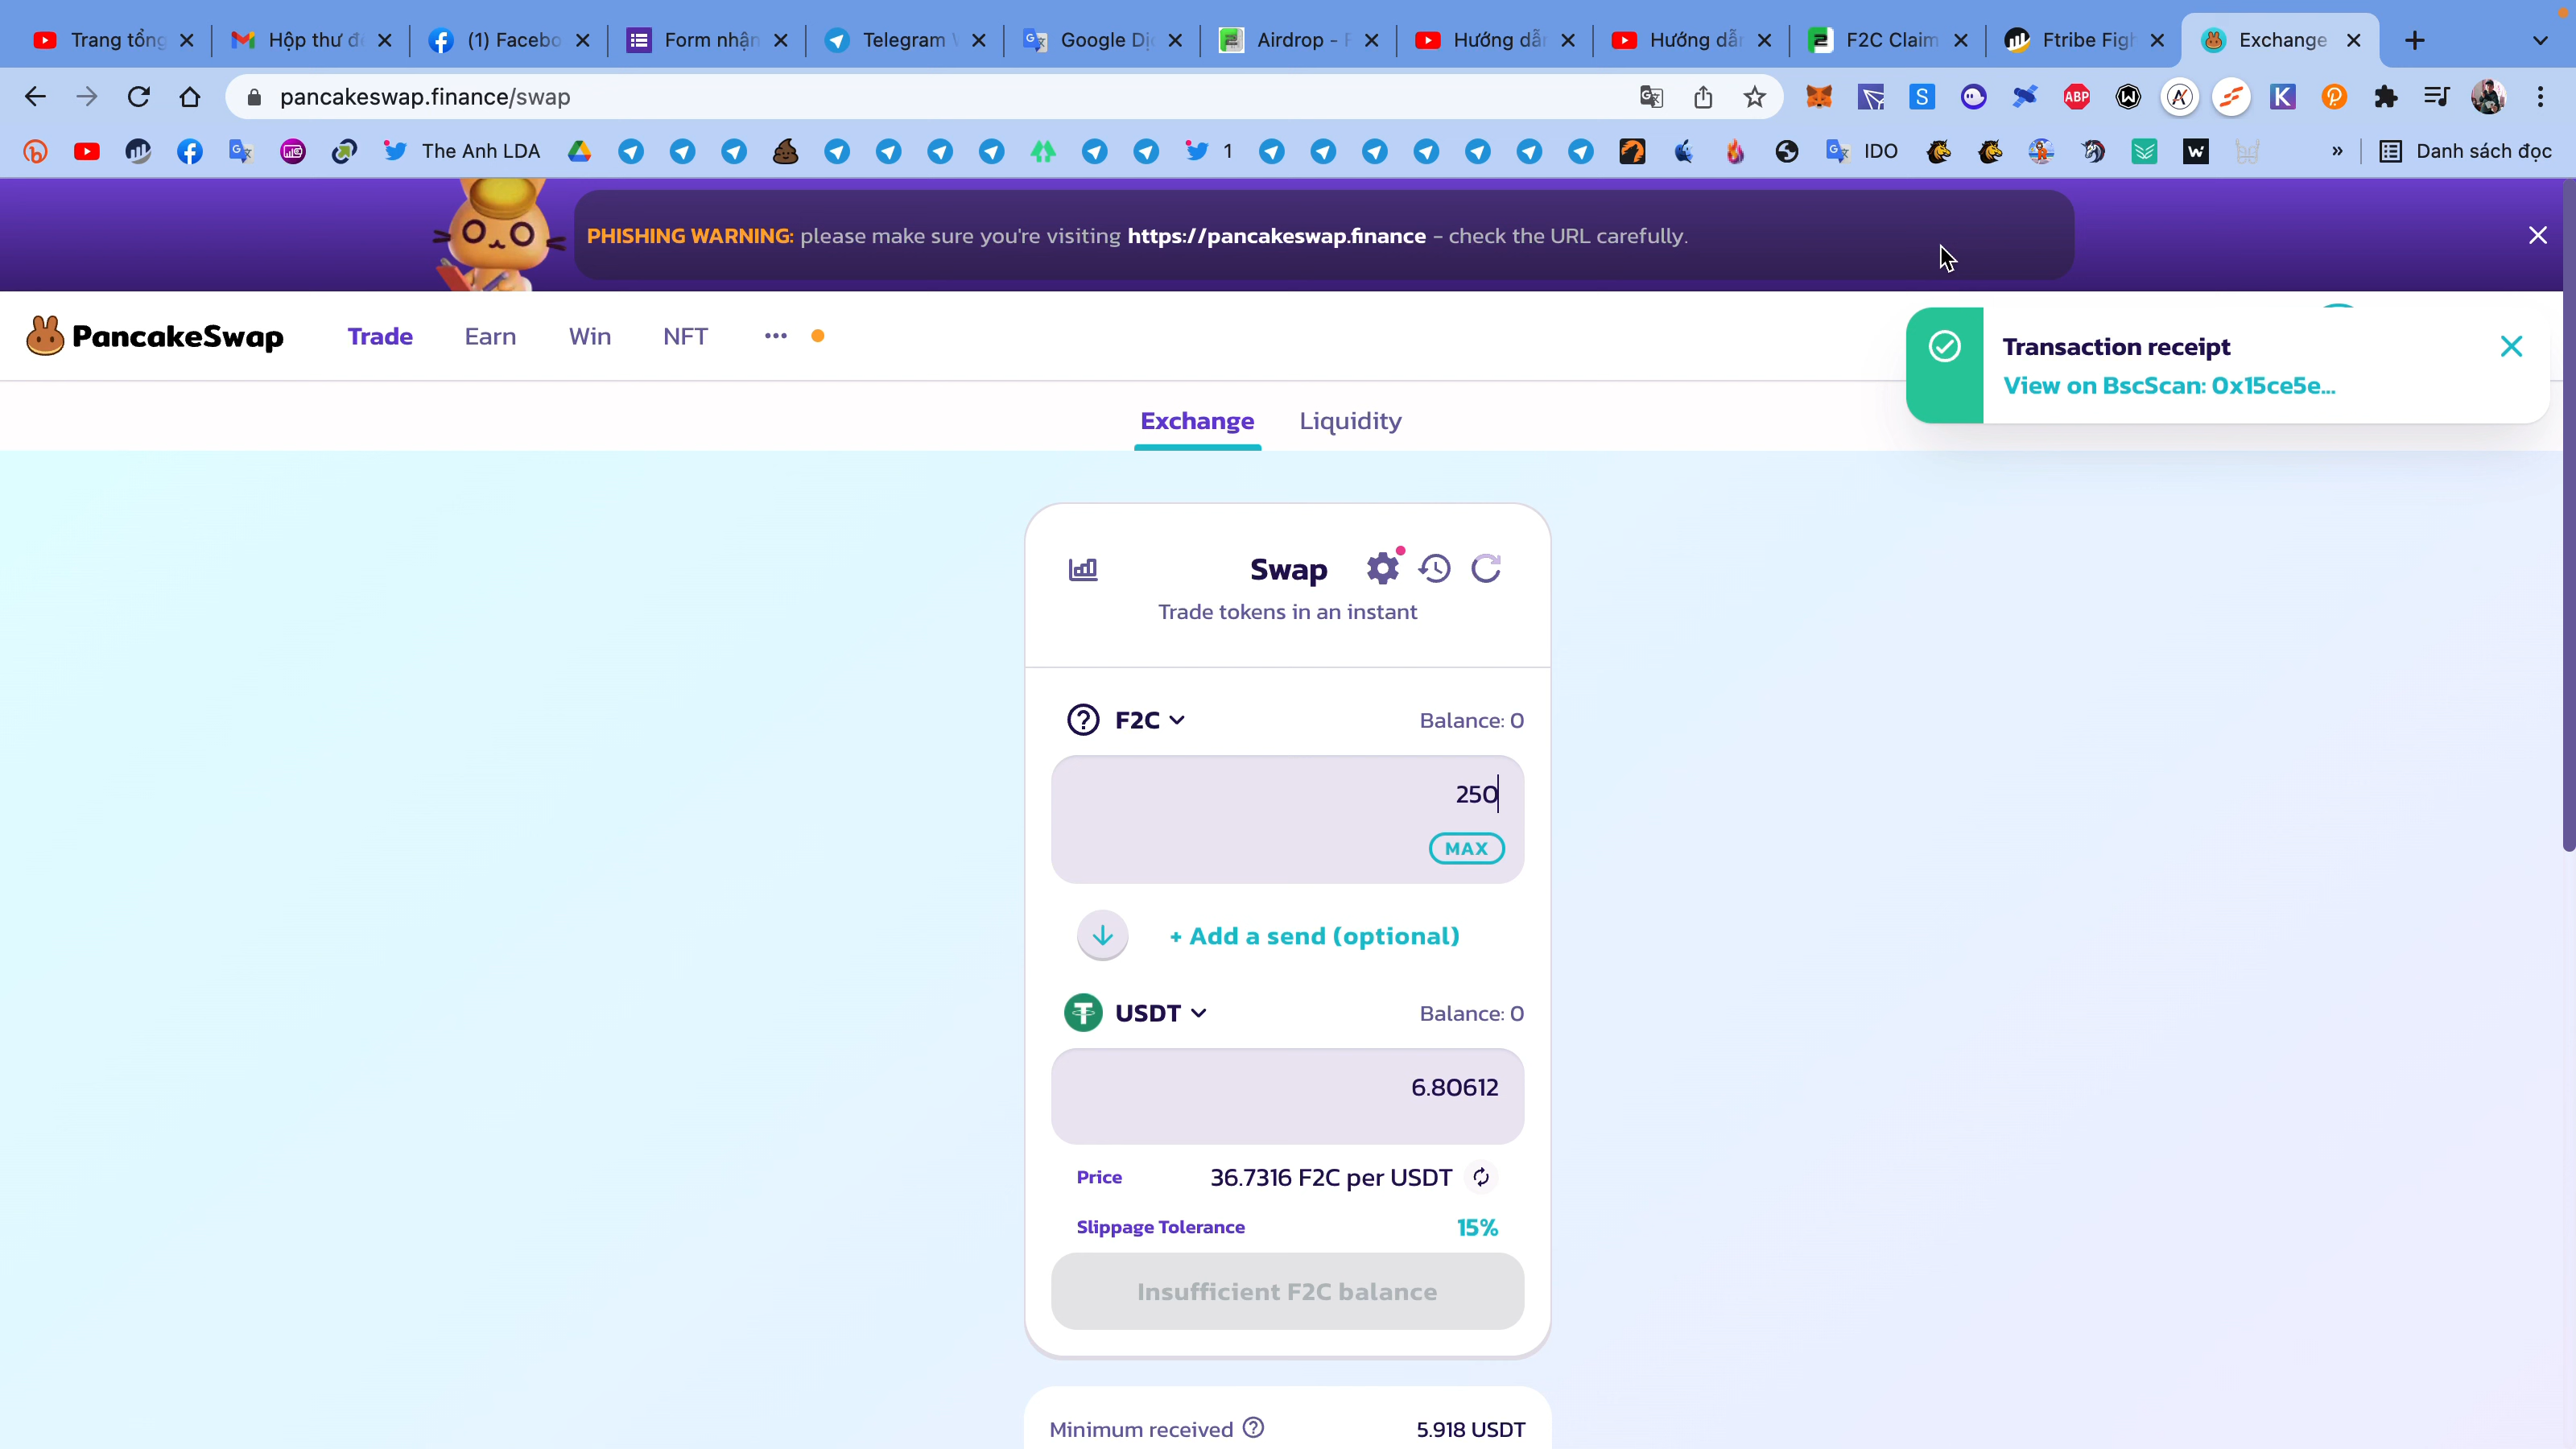 Trang tổng
Hộp thư đế
(1) Facebo
Form nhận
Telegram
Google Dịc
Airdrop - F
Hướng dẫn
Hướng dẫn
F2C Claim
Ftribe Figh
Exchange
pancakeswap.finance/swap
The Anh LDA
1
IDO
»
Danh sách đọc
PHISHING WARNING: please make sure you're visiting https://pancakeswap.finance - check the URL carefully.
PancakeSwap
Trade
Earn
Win
NFT
Transaction receipt
View on BscScan: 0x15ce5e...
Exchange
Liquidity
Swap
Trade tokens in an instant
F2C
Balance: 0
250
MAX
+ Add a send (optional)
USDT
Balance: 0
6.80612
Price
36.7316 F2C per USDT
Slippage Tolerance
15%
Insufficient F2C balance
Minimum received
5.918 USDT